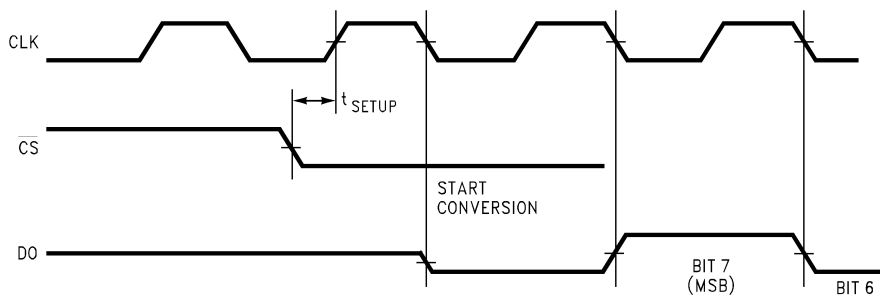 CLK
t SETUP
CS
START
CONVERSION
DO
BIT 7
(MSB)
BIT 6